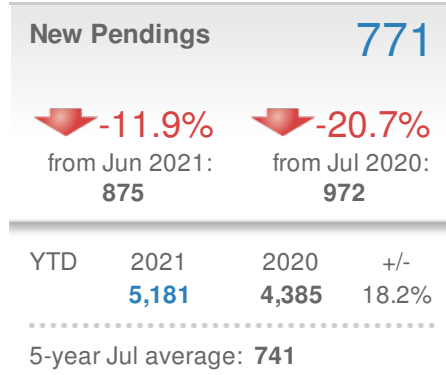 New Pendings 771
-11.9% -20.7%
from Jun 2021: from Jul 2020:
875 972
YTD 2021 2020 +/-
5,181 4,385 18.2%
5-year Jul average: 741